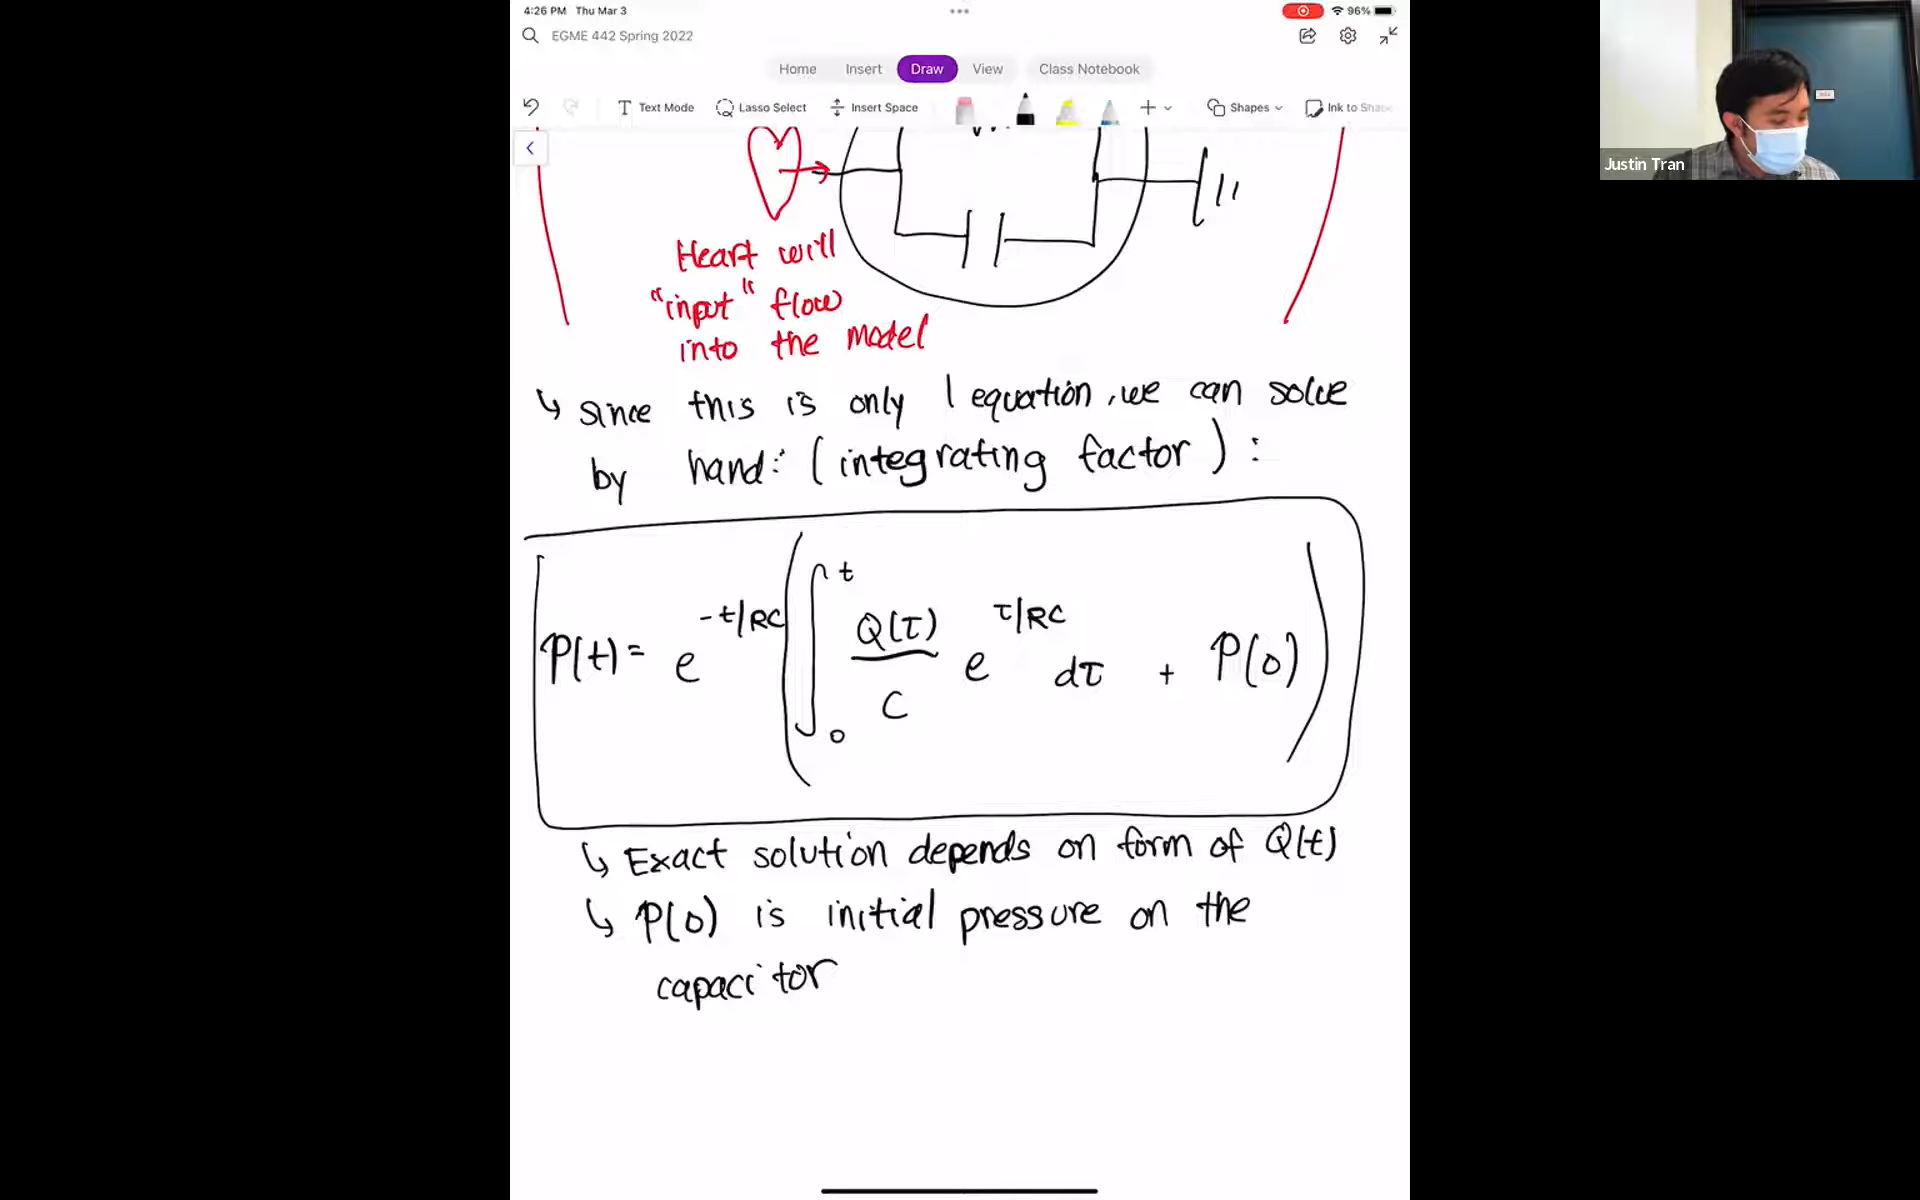 4:26 PM Thu Mar 3
96%
EGME 442 Spring 2022
Home Insert Draw View Class Notebook
Text Mode Lasso Select Insert Space Shapes Ink to Shape
Justin Tran
Heart will
"input" flow
into the model
↳ since this is only 1 equation, we can solve
by hand: (integrating factor):
P(t) = e^{-t/RC} ( ∫_0^t Q(τ)/C e^{τ/RC} dτ + P(0) )
↳ Exact solution depends on form of Q(t)
↳ P(0) is initial pressure on the
capacitor